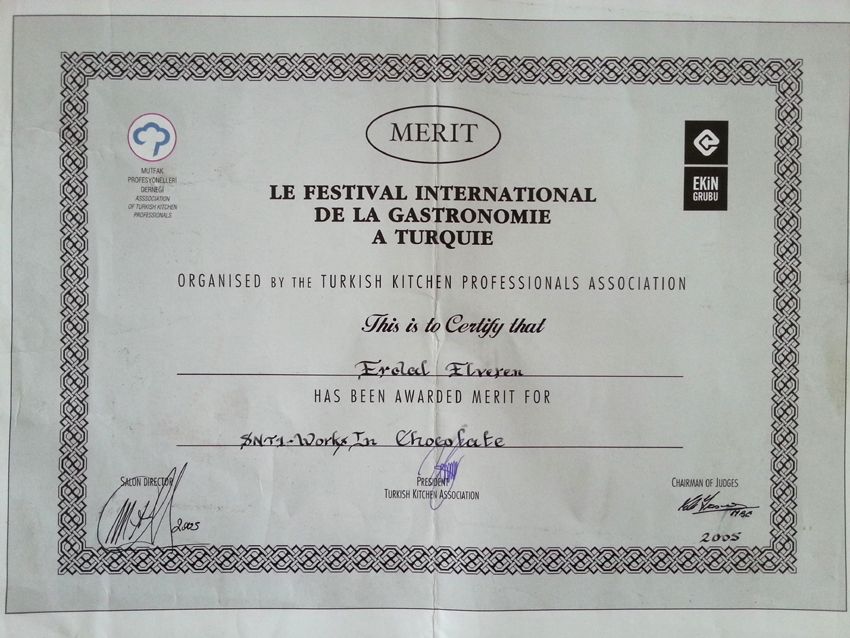 MERIT
MUTFAK
PROFESYONELLERİ
DERNEĞİ
ASSSOCIATION
OF TURKISH KITCHEN
PROFESSIONALS
EKİN
GRUBU
LE FESTIVAL INTERNATIONAL
DE LA GASTRONOMIE
A TURQUIE
ORGANISED BY THE TURKISH KITCHEN PROFESSIONALS ASSOCIATION
This is to Certify that
Erdal Elveren
HAS BEEN AWARDED MERIT FOR
SNT1-Works In Chocolate
SALON DIRECTOR
2005
PRESIDENT
TURKISH KITCHEN ASSOCIATION
CHAIRMAN OF JUDGES
2005